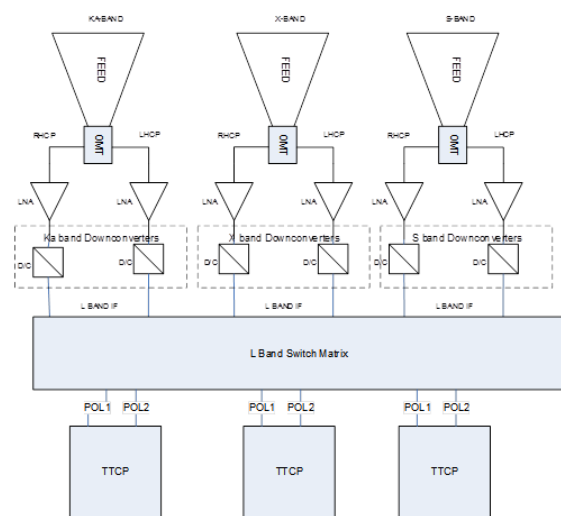 KA-BAND X-BAND S-BAND
FEED FEED FEED
RHCP LHCP RHCP LHCP RHCP LHCP
OMT OMT OMT
LNA LNA LNA LNA LNA LNA
Ka band Downconverters X band Downconverters S band Downconverters
D/C D/C D/C D/C D/C D/C
L BAND IF L BAND IF L BAND IF
L Band Switch Matrix
POL1 POL2 POL1 POL2 POL1 POL2
TTCP TTCP TTCP